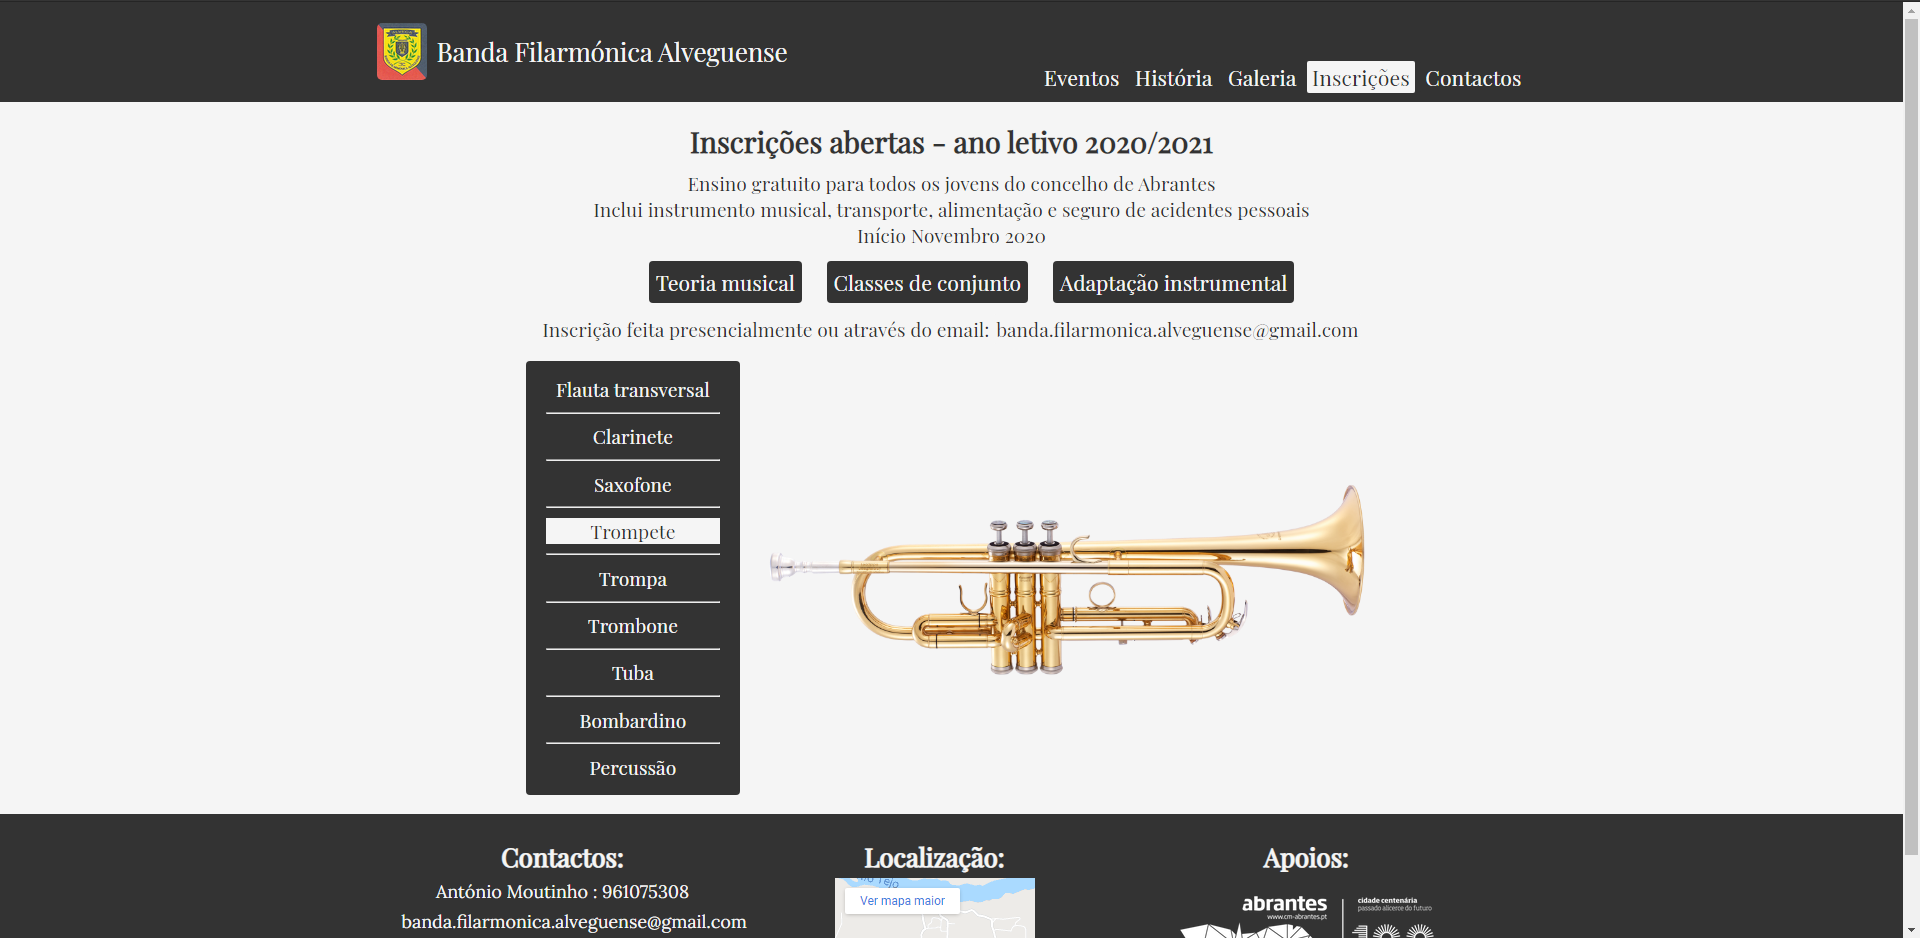 Banda Filarmónica Alveguense
Eventos História Galeria Inscrições Contactos
Inscrições abertas - ano letivo 2020/2021
Ensino gratuito para todos os jovens do concelho de Abrantes
Inclui instrumento musical, transporte, alimentação e seguro de acidentes pessoais
Início Novembro 2020
Teoria musical Classes de conjunto Adaptação instrumental
Inscrição feita presencialmente ou através do email: banda.filarmonica.alveguense@gmail.com
Flauta transversal
Clarinete
Saxofone
Trompete
Trompa
Trombone
Tuba
Bombardino
Percussão
Contactos:
António Moutinho : 961075308
banda.filarmonica.alveguense@gmail.com
Localização:
Tejo
Ver mapa maior
Apoios:
abrantes
www.cm-abrantes.pt
cidade centenária
passado alicerce do futuro